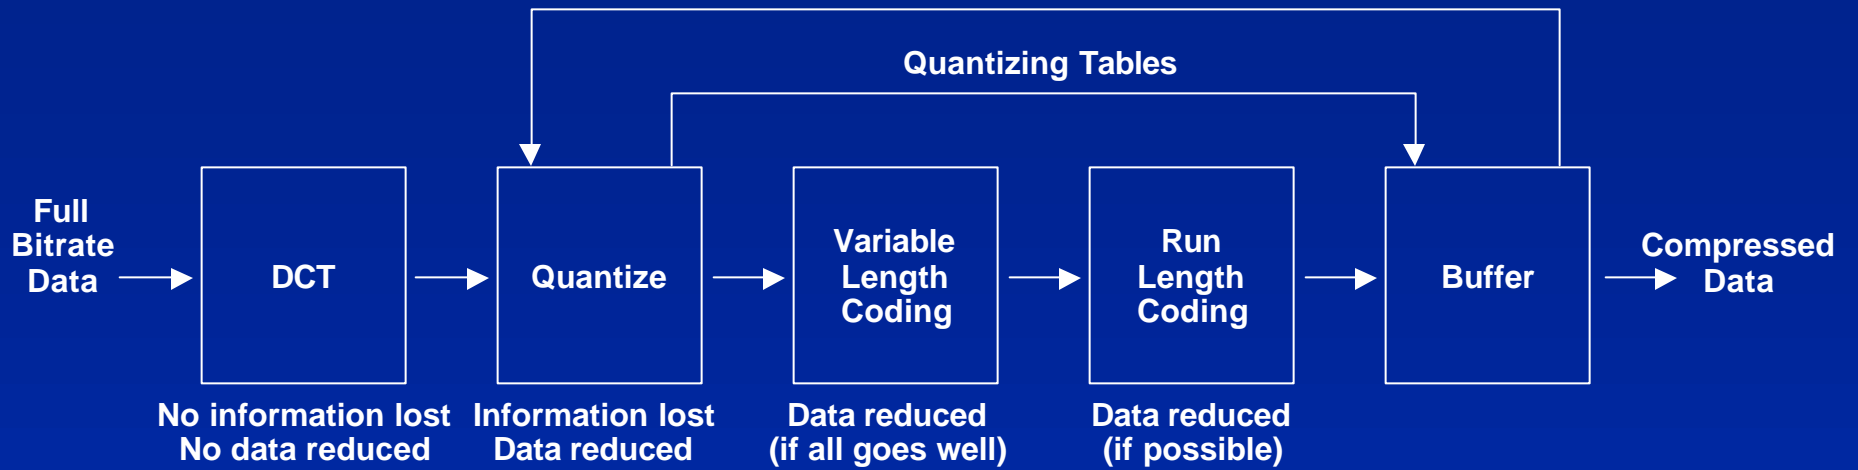 Quantizing Tables
Full
Bitrate
Data
DCT
Quantize
Variable
Length
Coding
Run
Length
Coding
Buffer
Compressed
Data
No information lost
No data reduced
Information lost
Data reduced
Data reduced
(if all goes well)
Data reduced
(if possible)